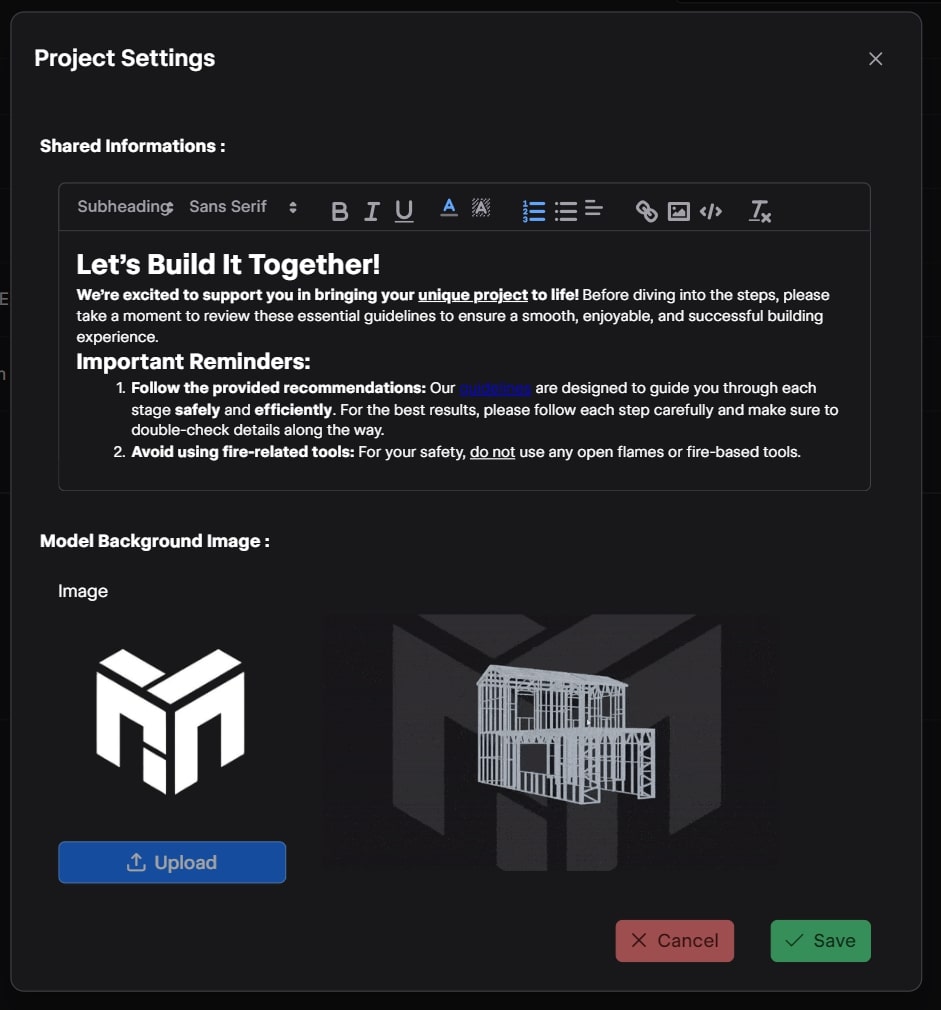 Project Settings
Shared Informations :
Subheading Sans Serif
Let's Build It Together!
We're excited to support you in bringing your unique project to life! Before diving into the steps, please
take a moment to review these essential guidelines to ensure a smooth, enjoyable, and successful building
experience.
Important Reminders:
1. Follow the provided recommendations: Our guidelines are designed to guide you through each
stage safely and efficiently. For the best results, please follow each step carefully and make sure to
double-check details along the way.
2. Avoid using fire-related tools: For your safety, do not use any open flames or fire-based tools.
Model Background Image :
Image
Upload
Cancel Save